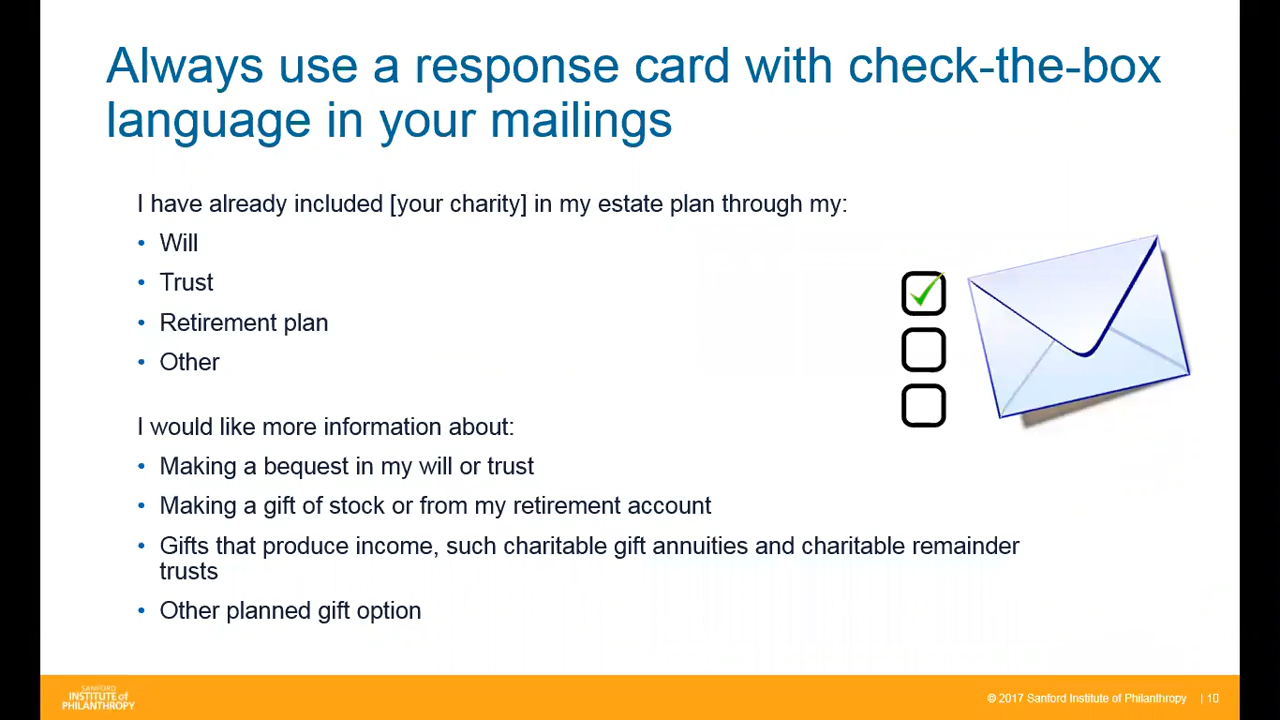 Always use a response card with check-the-box
language in your mailings
I have already included [your charity] in my estate plan through my:
• Will
• Trust
• Retirement plan
• Other
I would like more information about:
• Making a bequest in my will or trust
• Making a gift of stock or from my retirement account
• Gifts that produce income, such charitable gift annuities and charitable remainder
trusts
• Other planned gift option
SANFORD
INSTITUTE of
PHILANTHROPY
© 2017 Sanford Institute of Philanthropy | 10